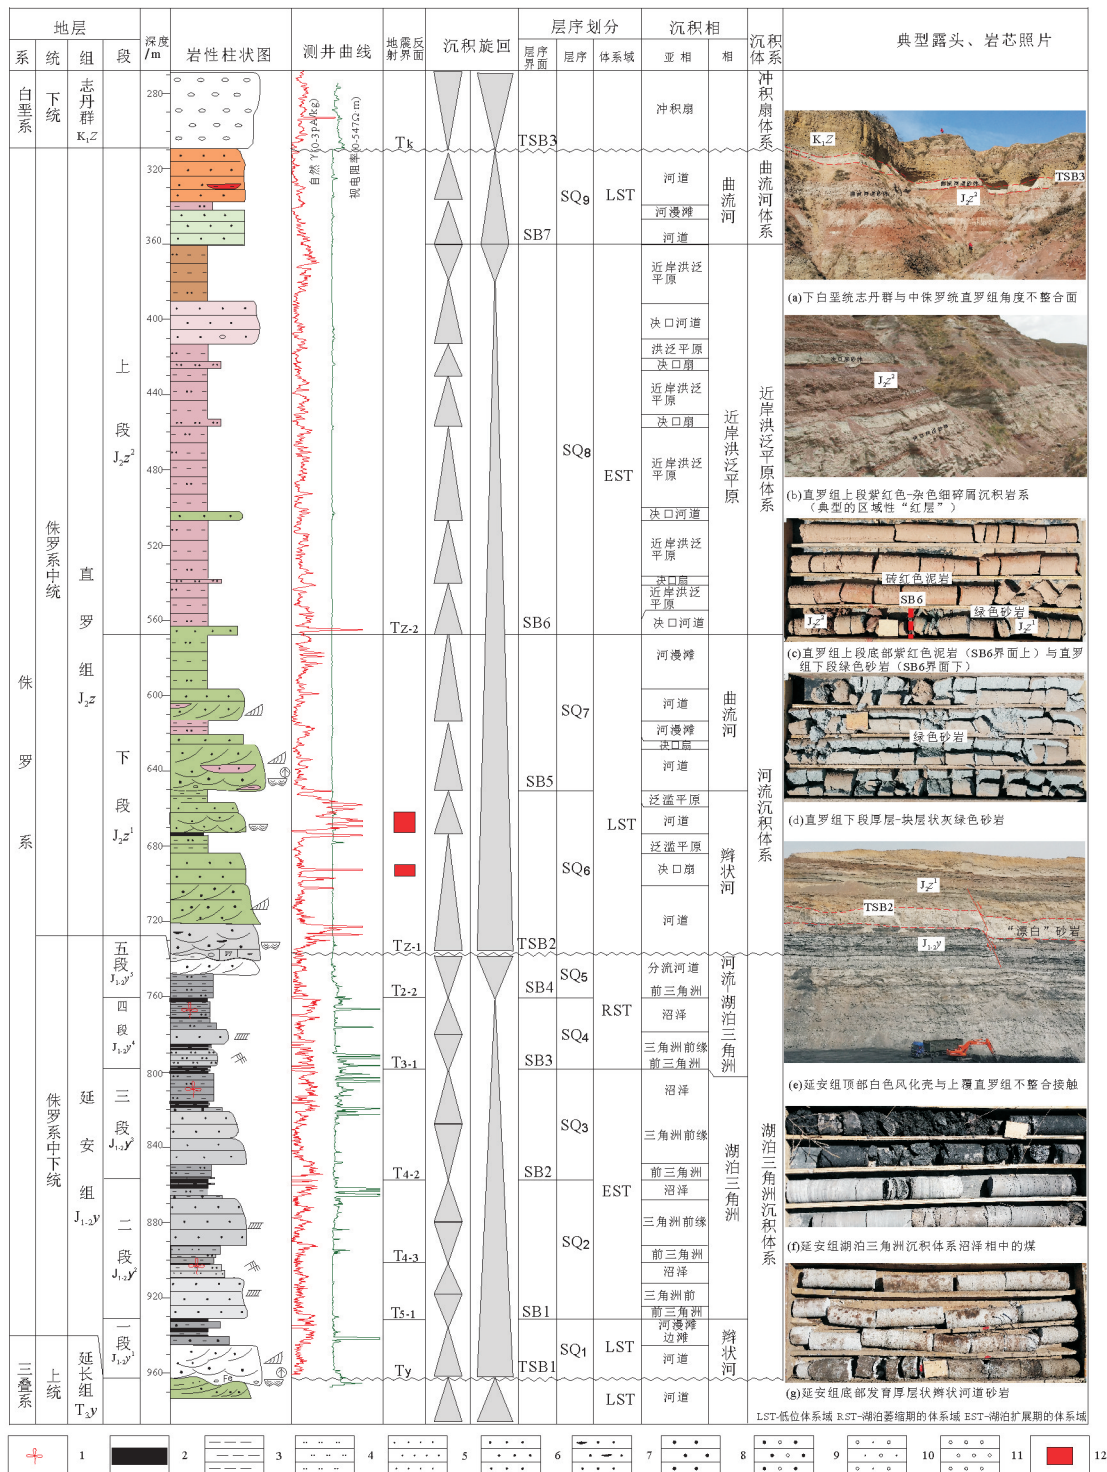 地层
系
统
组
段
深度/m
岩性柱状图
测井曲线
地震反射界面
沉积旋回
层序划分
层序界面
层序
体系域
沉积相
亚相
相
沉积体系
典型露头、岩芯照片
白垩系
下统
志丹群
K₁Z
侏罗系
侏罗系中统
直罗组
J₂z
上段
J₂z²
下段
J₂z¹
侏罗系中下统
延安组
J₁₋₂y
五段
J₁₋₂y⁵
四段
J₁₋₂y⁴
三段
J₁₋₂y³
二段
J₁₋₂y²
一段
J₁₋₂y¹
三叠系
上统
延长组
T₃y
280
320
360
400
440
480
520
560
600
640
680
720
760
800
840
880
920
960
Fe
自然γ(0-3pA/kg)
视电阻率(0-547Ω·m)
Tk
Tz-2
Tz-1
T2-2
T3-1
T4-2
T4-3
T5-1
Ty
TSB3
SB7
SB6
SB5
TSB2
SB4
SB3
SB2
SB1
TSB1
SQ9
SQ8
SQ7
SQ6
SQ5
SQ4
SQ3
SQ2
SQ1
LST
EST
LST
RST
EST
LST
LST
冲积扇
河道
河漫滩
河道
近岸洪泛平原
决口河道
洪泛平原
决口扇
近岸洪泛平原
决口扇
近岸洪泛平原
决口河道
近岸洪泛平原
决口扇
近岸洪泛平原
决口河道
河漫滩
河道
河漫滩
决口扇
河道
泛滥平原
河道
泛滥平原
决口扇
河道
分流河道
前三角洲
沼泽
三角洲前缘
前三角洲
沼泽
三角洲前缘
前三角洲
沼泽
三角洲前缘
前三角洲
沼泽
三角洲前
前三角洲
河漫滩
边滩
河道
河道
曲流河
近岸洪泛平原
曲流河
辫状河
河流-湖泊三角洲
湖泊三角洲
辫状河
冲积扇体系
曲流河体系
近岸洪泛平原体系
河流沉积体系
湖泊三角洲沉积体系
K₁Z
TSB3
J₂z²
(a)下白垩统志丹群与中侏罗统直罗组角度不整合面
J₂z²
(b)直罗组上段紫红色-杂色细碎屑沉积岩系
(典型的区域性“红层”)
砖红色泥岩
SB6
绿色砂岩
J₂z²
J₂z¹
(c)直罗组上段底部紫红色泥岩(SB6界面上)与直罗
组下段绿色砂岩(SB6界面下)
绿色砂岩
(d)直罗组下段厚层-块层状灰绿色砂岩
J₂z¹
TSB2
“漂白”砂岩
J₁₋₂y
(e)延安组顶部白色风化壳与上覆直罗组不整合接触
(f)延安组湖泊三角洲沉积体系沼泽相中的煤
(g)延安组底部发育厚层状辫状河道砂岩
LST-低位体系域 RST-湖泊萎缩期的体系域 EST-湖泊扩展期的体系域
1 2 3 4 5 6 7 8 9 10 11 12